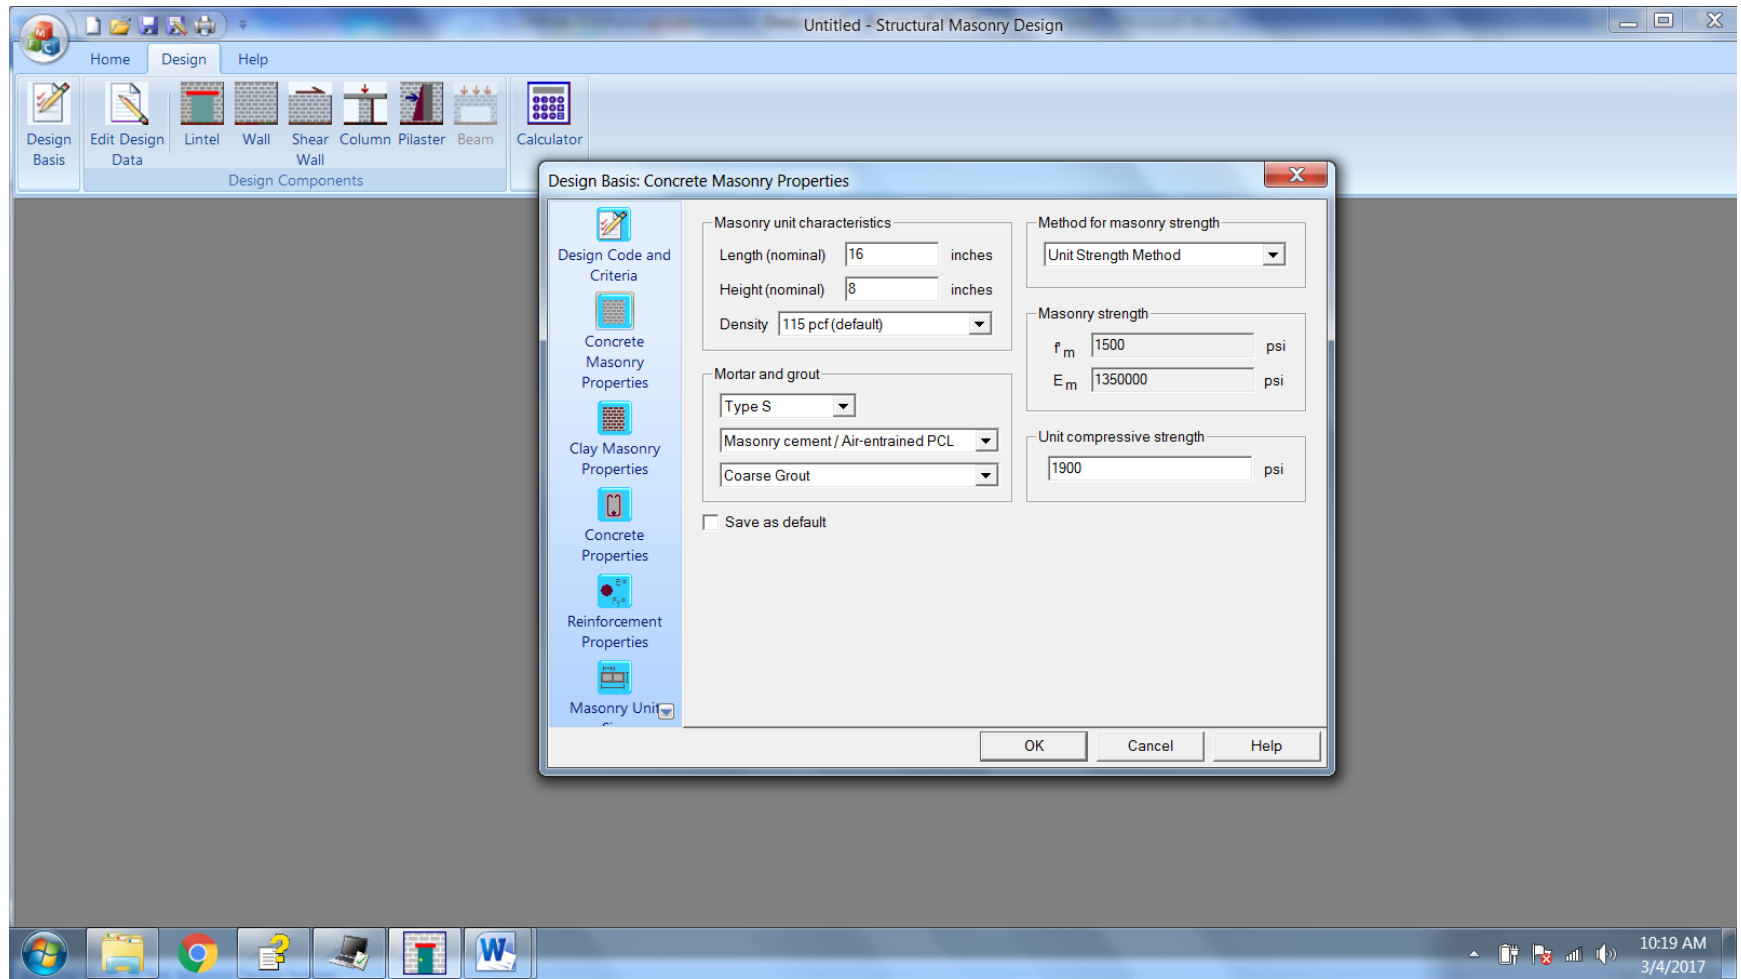 Untitled - Structural Masonry Design
Home Design Help
Design Basis
Edit Design Data
Lintel
Wall
Shear Wall
Column
Pilaster
Beam
Calculator
Design Components
Design Basis: Concrete Masonry Properties
Design Code and
Criteria
Concrete
Masonry
Properties
Clay Masonry
Properties
Concrete
Properties
E=
Fy=
Reinforcement
Properties
Masonry Unit
Masonry unit characteristics
Length (nominal) 16 inches
Height (nominal) 8 inches
Density 115 pcf (default)
Mortar and grout
Type S
Masonry cement / Air-entrained PCL
Coarse Grout
Save as default
Method for masonry strength
Unit Strength Method
Masonry strength
f'm 1500 psi
Em 1350000 psi
Unit compressive strength
1900 psi
OK Cancel Help
10:19 AM
3/4/2017